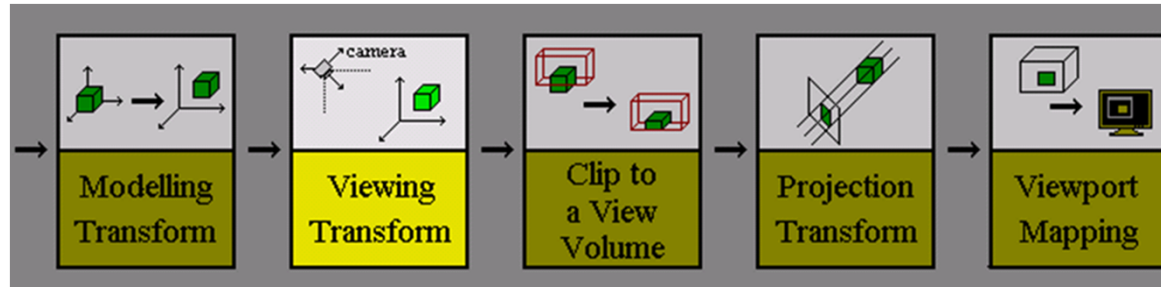 Modelling
Transform
camera
Viewing
Transform
Clip to
a View
Volume
Projection
Transform
Viewport
Mapping